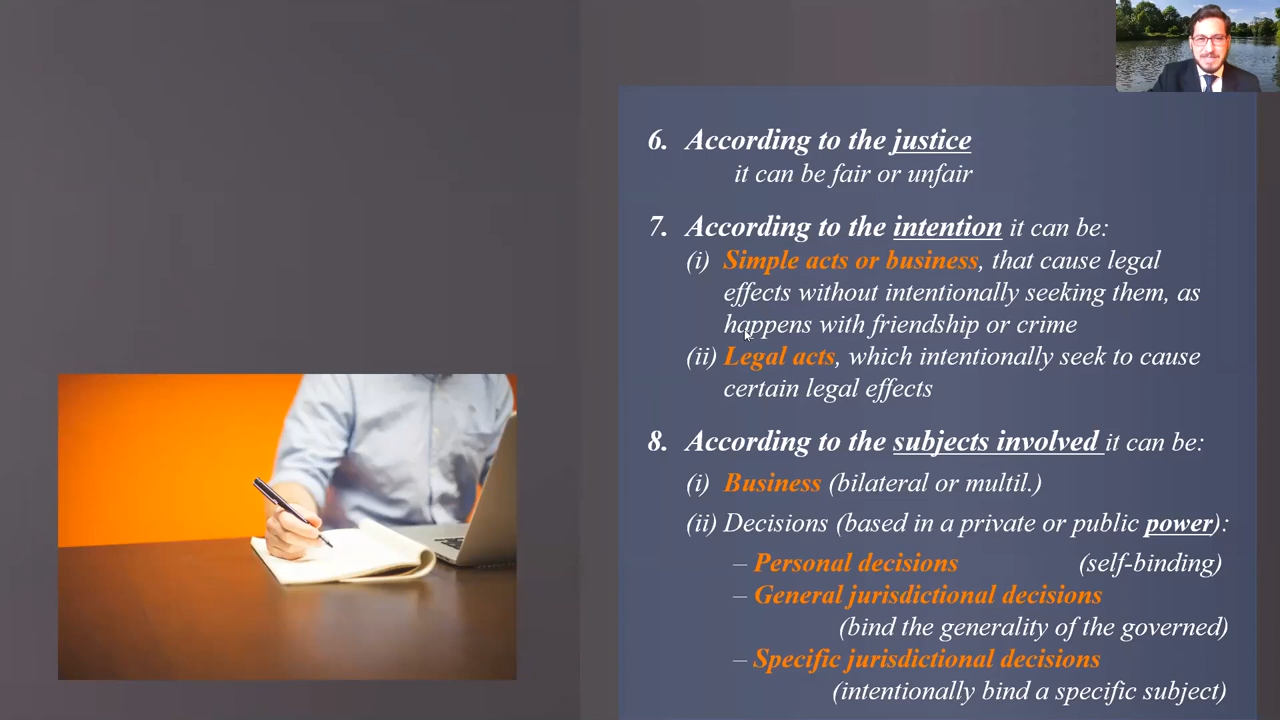 6. According to the justice
it can be fair or unfair
7. According to the intention it can be:
(i) Simple acts or business, that cause legal
effects without intentionally seeking them, as
happens with friendship or crime
(ii) Legal acts, which intentionally seek to cause
certain legal effects
8. According to the subjects involved it can be:
(i) Business (bilateral or multil.)
(ii) Decisions (based in a private or public power):
– Personal decisions (self-binding)
– General jurisdictional decisions
(bind the generality of the governed)
– Specific jurisdictional decisions
(intentionally bind a specific subject)